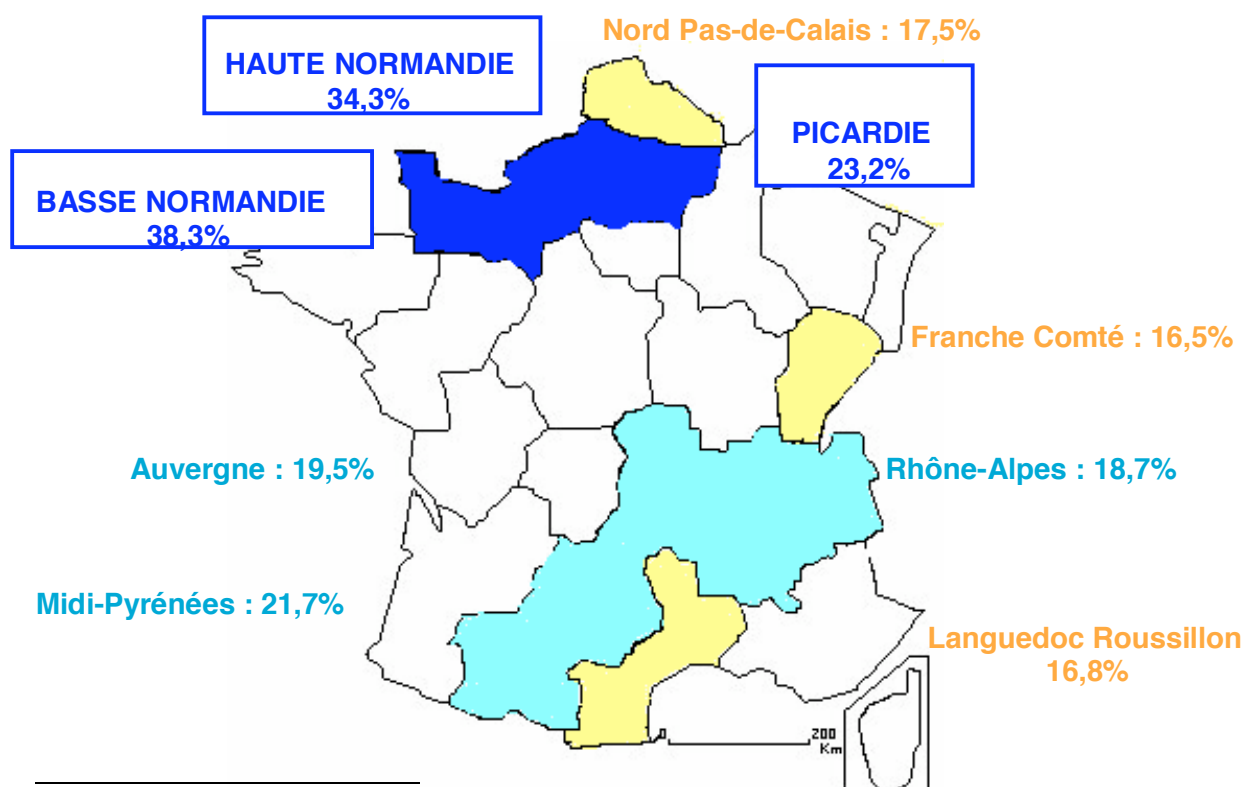 Nord Pas-de-Calais : 17,5%
HAUTE NORMANDIE
34,3%
PICARDIE
23,2%
BASSE NORMANDIE
38,3%
Franche Comté : 16,5%
Auvergne : 19,5%
Rhône-Alpes : 18,7%
Midi-Pyrénées : 21,7%
Languedoc Roussillon
16,8%
0 200
Km